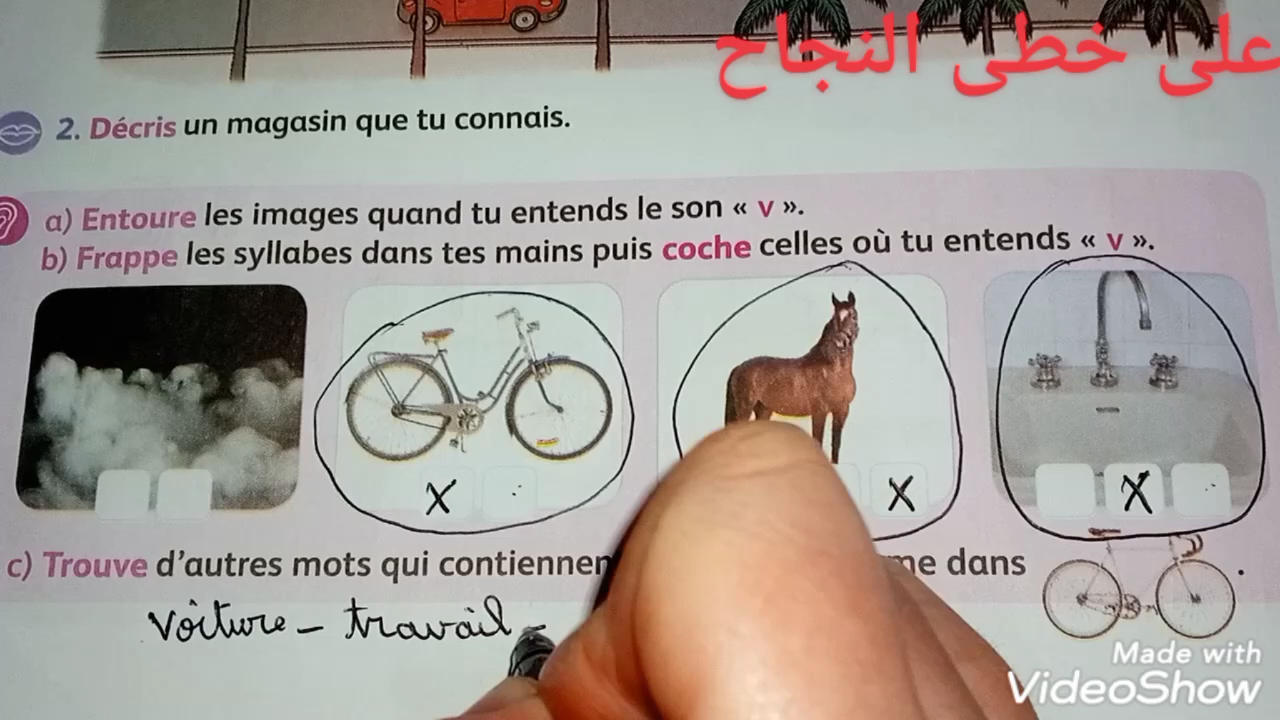 على خطى النجاح
2. Décris un magasin que tu connais.
a) Entoure les images quand tu entends le son « v ».
b) Frappe les syllabes dans tes mains puis coche celles où tu entends « v ».
X
X
X
c) Trouve d'autres mots qui dans .
voiture - travail -
Made with
VideoShow